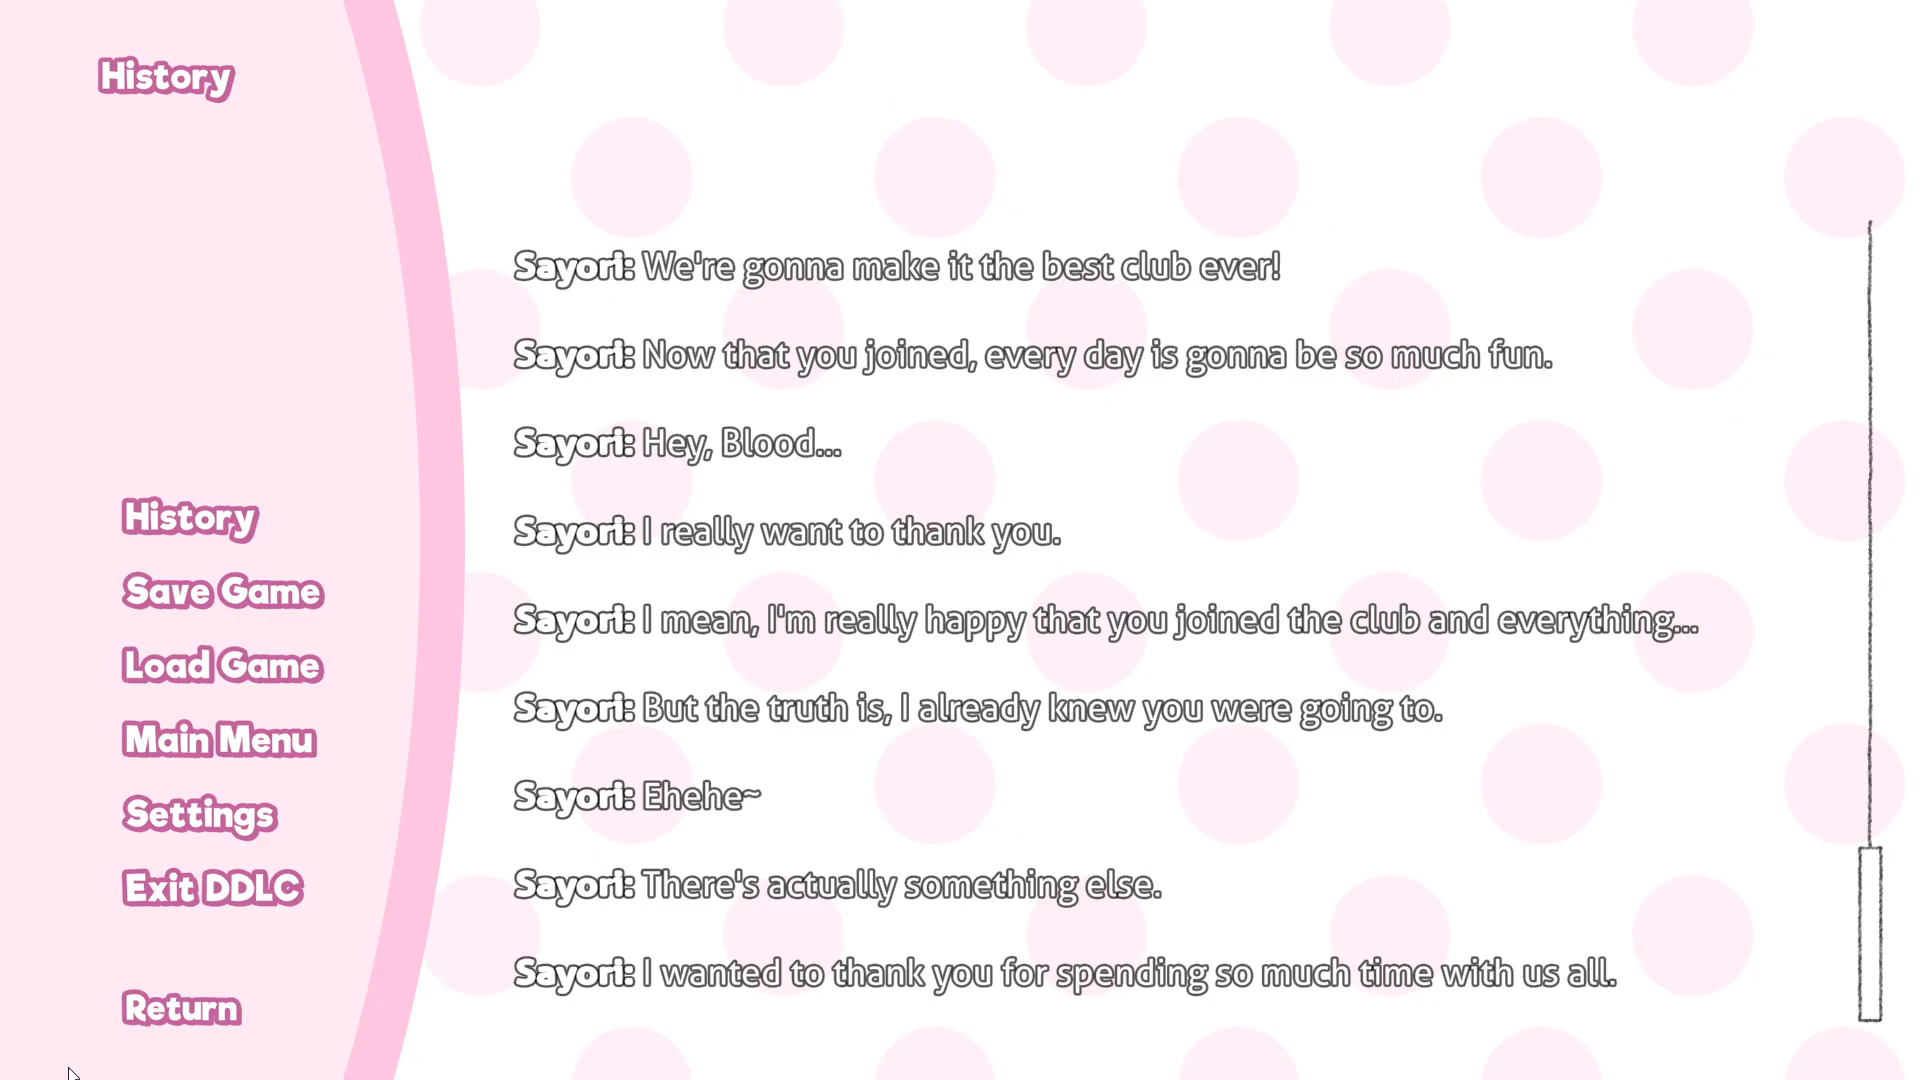 History
History
Save Game
Load Game
Main Menu
Settings
Exit DDLC
Return
Sayori: We're gonna make it the best club ever!
Sayori: Now that you joined, every day is gonna be so much fun.
Sayori: Hey, Blood...
Sayori: I really want to thank you.
Sayori: I mean, I'm really happy that you joined the club and everything...
Sayori: But the truth is, I already knew you were going to.
Sayori: Ehehe~
Sayori: There's actually something else.
Sayori: I wanted to thank you for spending so much time with us all.